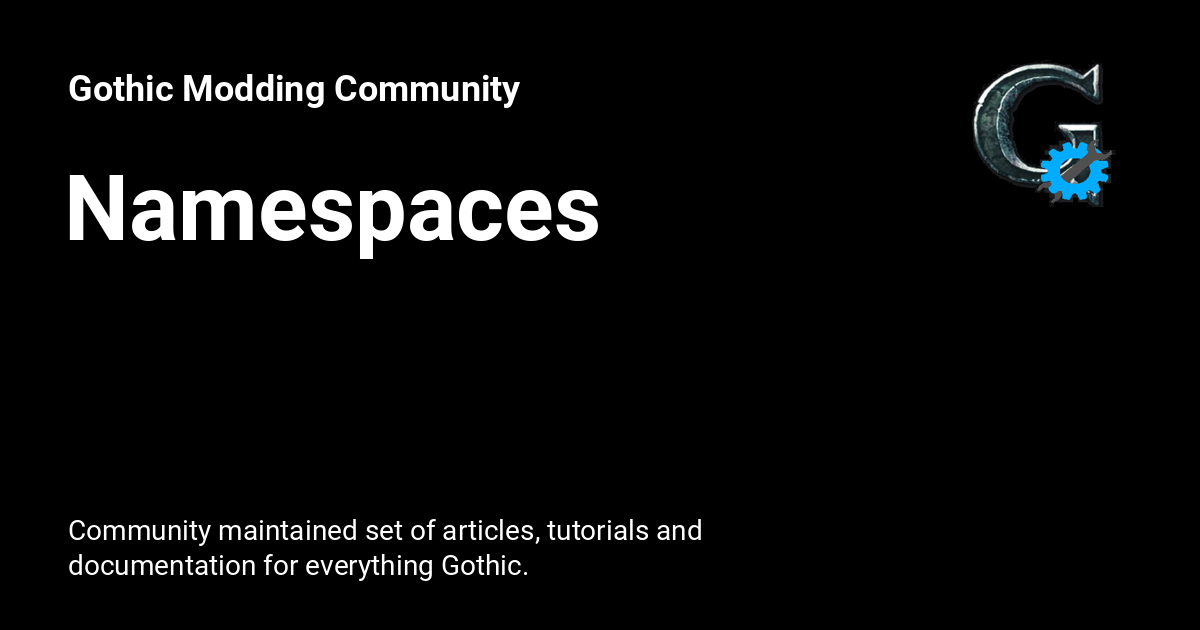 Gothic Modding Community
Namespaces
Community maintained set of articles, tutorials and
documentation for everything Gothic.